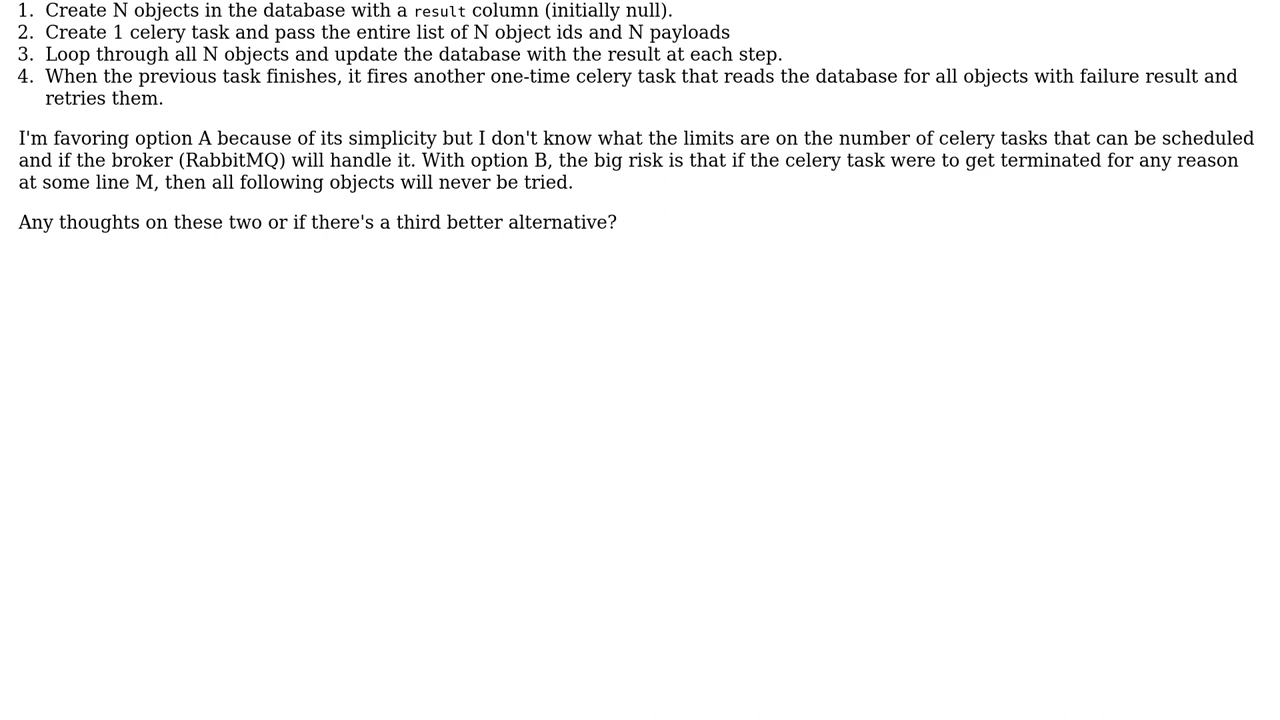 1. Create N objects in the database with a result column (initially null).
2. Create 1 celery task and pass the entire list of N object ids and N payloads
3. Loop through all N objects and update the database with the result at each step.
4. When the previous task finishes, it fires another one-time celery task that reads the database for all objects with failure result and
retries them.
I'm favoring option A because of its simplicity but I don't know what the limits are on the number of celery tasks that can be scheduled
and if the broker (RabbitMQ) will handle it. With option B, the big risk is that if the celery task were to get terminated for any reason
at some line M, then all following objects will never be tried.
Any thoughts on these two or if there's a third better alternative?